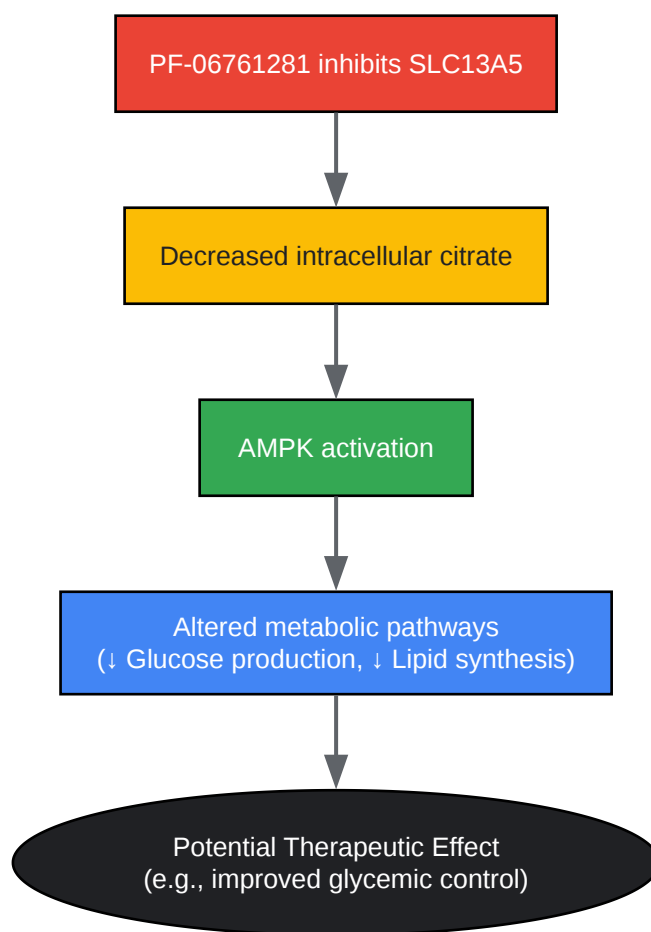 PF-06761281 inhibits SLC13A5
Decreased intracellular citrate
AMPK activation
Altered metabolic pathways
(↓ Glucose production, ↓ Lipid synthesis)
Potential Therapeutic Effect
(e.g., improved glycemic control)